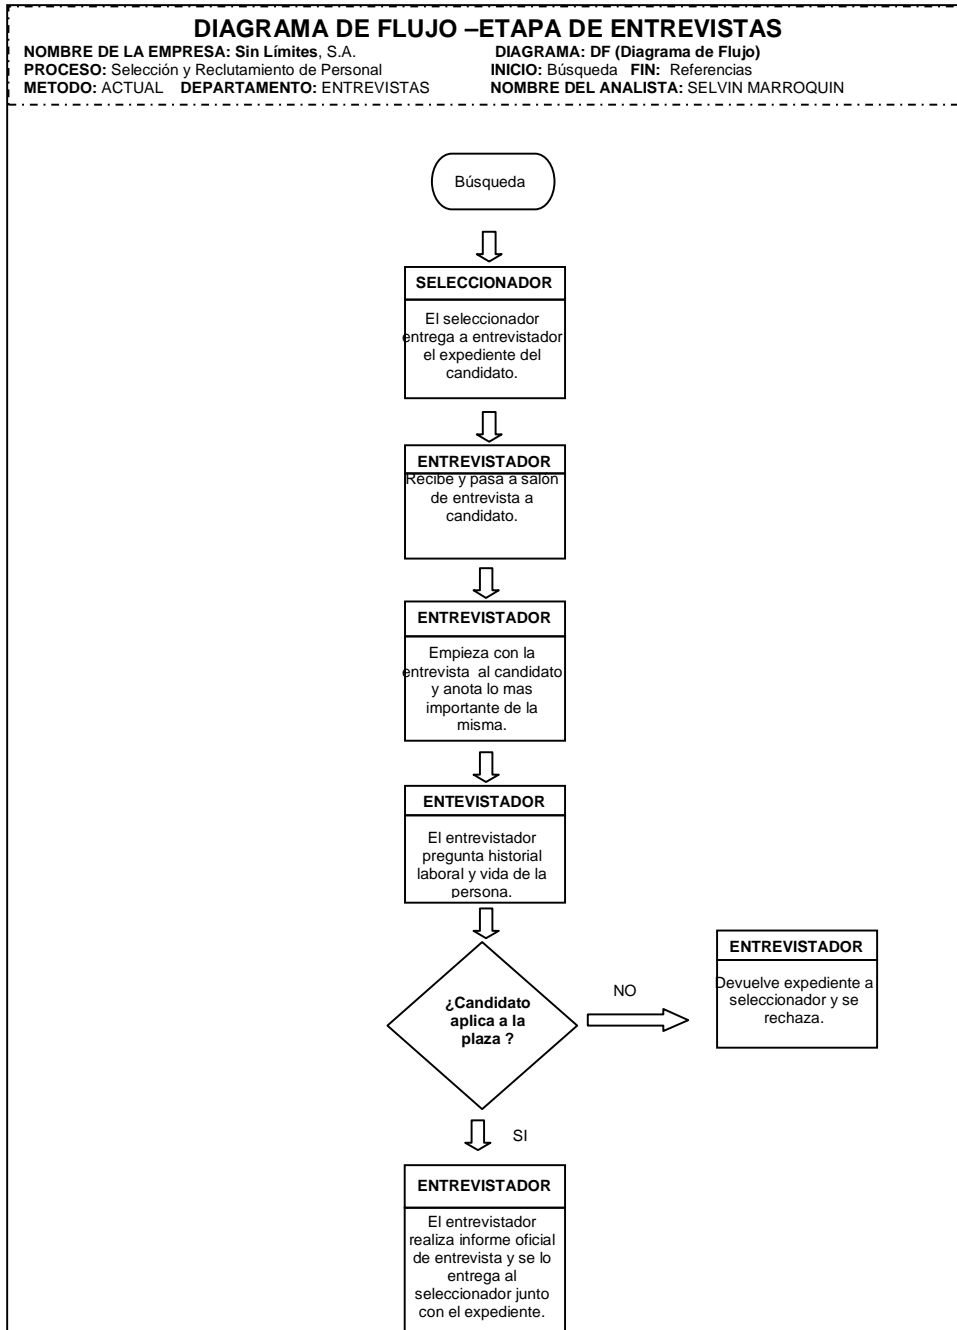 DIAGRAMA DE FLUJO –ETAPA DE ENTREVISTAS
NOMBRE DE LA EMPRESA: Sin Límites, S.A. DIAGRAMA: DF (Diagrama de Flujo)
PROCESO: Selección y Reclutamiento de Personal INICIO: Búsqueda FIN: Referencias
METODO: ACTUAL DEPARTAMENTO: ENTREVISTAS NOMBRE DEL ANALISTA: SELVIN MARROQUIN
Búsqueda
SELECCIONADOR
El seleccionador
entrega a entrevistador
el expediente del
candidato.
ENTREVISTADOR
Recibe y pasa a salón
de entrevista a
candidato.
ENTREVISTADOR
Empieza con la
entrevista al candidato
y anota lo mas
importante de la
misma.
ENTEVISTADOR
El entrevistador
pregunta historial
laboral y vida de la
persona.
¿Candidato
aplica a la
plaza ?
NO
ENTREVISTADOR
Devuelve expediente a
seleccionador y se
rechaza.
SI
ENTREVISTADOR
El entrevistador
realiza informe oficial
de entrevista y se lo
entrega al
seleccionador junto
con el expediente.